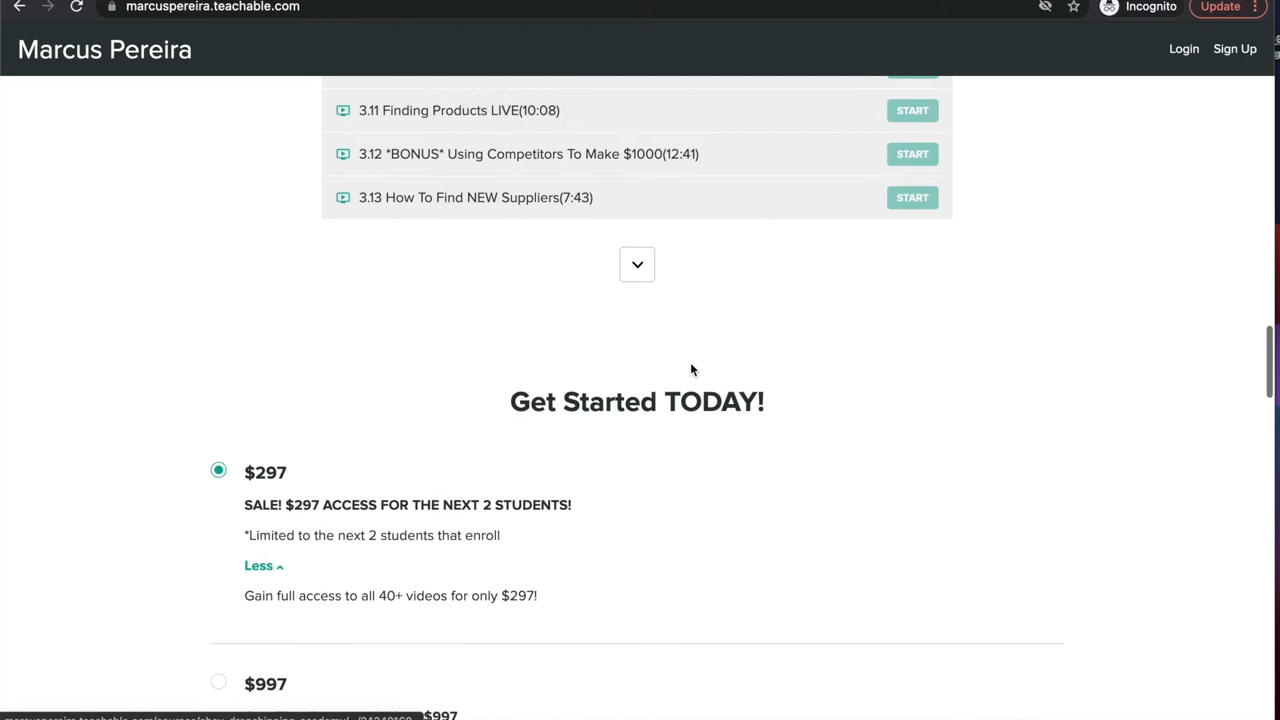 marcuspereira.teachable.com
Incognito
Update
Marcus Pereira
Login
Sign Up
3.11 Finding Products LIVE(10:08)
START
3.12 *BONUS* Using Competitors To Make $1000(12:41)
START
3.13 How To Find NEW Suppliers(7:43)
START
Get Started TODAY!
$297
SALE! $297 ACCESS FOR THE NEXT 2 STUDENTS!
*Limited to the next 2 students that enroll
Less
Gain full access to all 40+ videos for only $297!
$997
$997